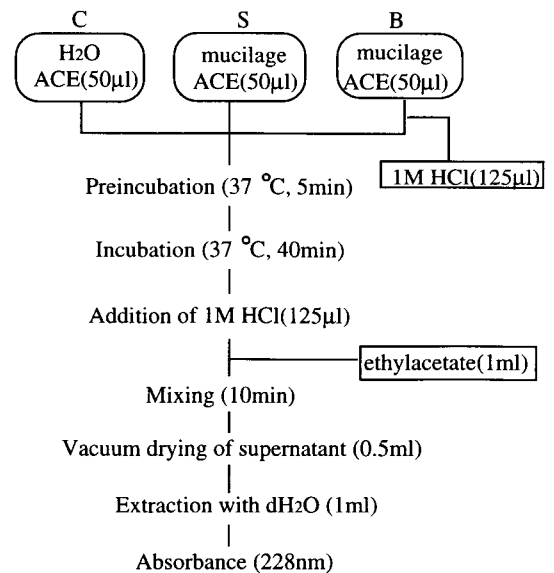 C S B
H2O mucilage mucilage
ACE(50μl) ACE(50μl) ACE(50μl)
1M HCl(125μl)
Preincubation (37 °C, 5min)
Incubation (37 °C, 40min)
Addition of 1M HCl(125μl)
ethylacetate(1ml)
Mixing (10min)
Vacuum drying of supernatant (0.5ml)
Extraction with dH2O (1ml)
Absorbance (228nm)